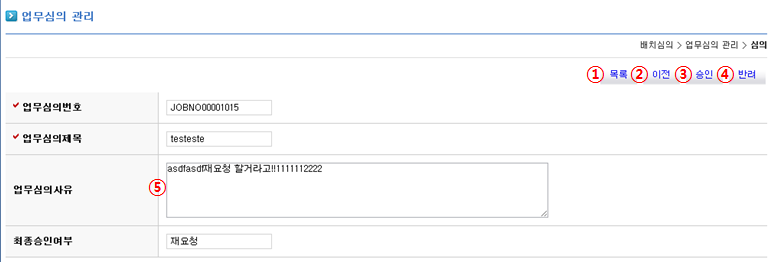 업무심의 관리
배치심의 > 업무심의 관리 > 심의
① 목록 ② 이전 ③ 승인 ④ 반려
업무심의번호 JOBNO00001015
업무심의제목 testeste
업무심의사유 ⑤ asdfasdf재요청 할거라고!!1111112222
최종승인여부 재요청